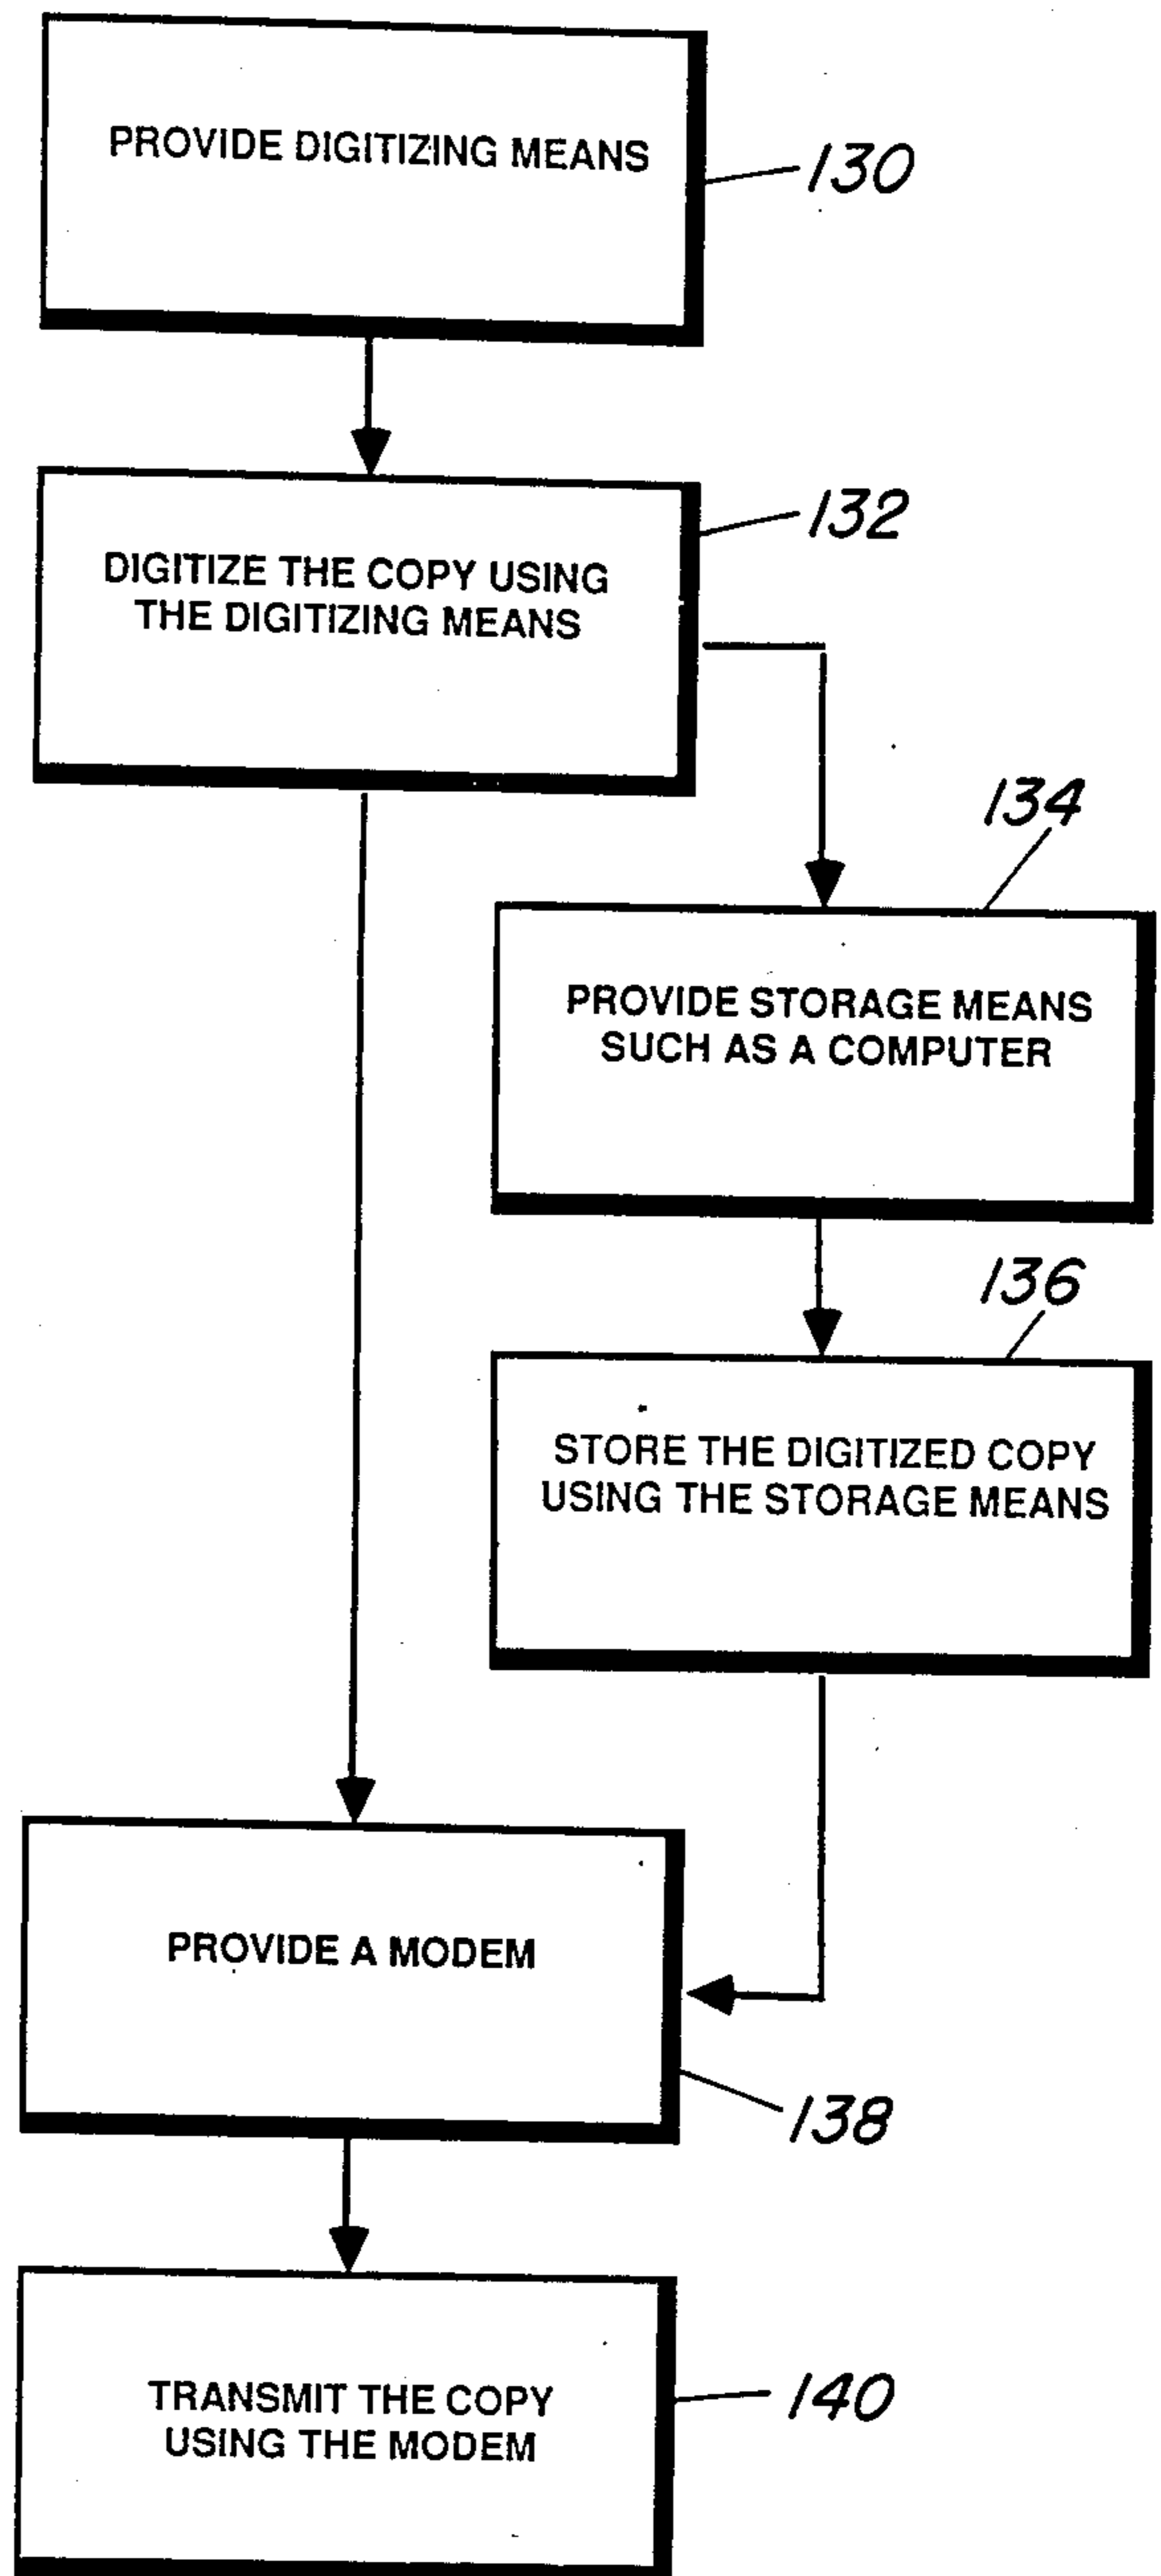 PROVIDE DIGITIZING MEANS
130
132
DIGITIZE THE COPY USING
THE DIGITIZING MEANS
134
PROVIDE STORAGE MEANS
SUCH AS A COMPUTER
136
STORE THE DIGITIZED COPY
USING THE STORAGE MEANS
PROVIDE A MODEM
138
TRANSMIT THE COPY
USING THE MODEM
140